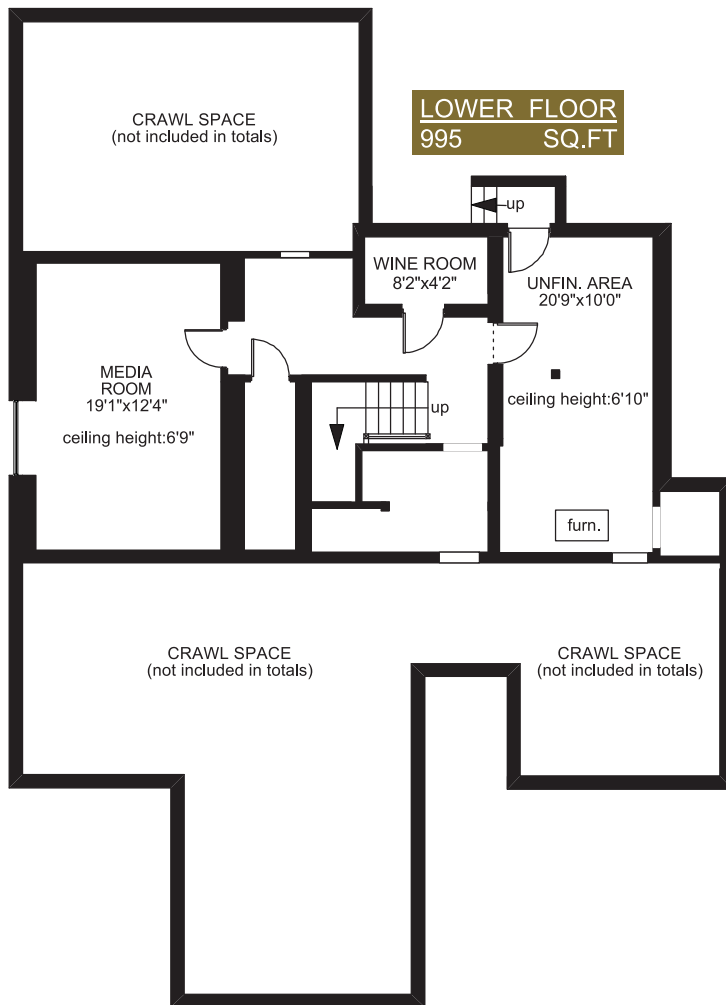 CRAWL SPACE
(not included in totals)
LOWER FLOOR
995 SQ.FT
up
WINE ROOM
8'2"x4'2"
UNFIN. AREA
20'9"x10'0"
MEDIA
ROOM
19'1"x12'4"
ceiling height:6'9"
ceiling height:6'10"
up
furn.
CRAWL SPACE
(not included in totals)
CRAWL SPACE
(not included in totals)